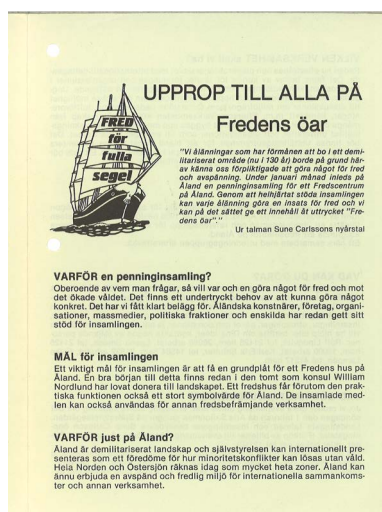 UPPROP TILL ALLA PÅ
Fredens öar
FRED
för
fulla
segel
"Vi ålänningar som har förmånen att bo i ett demi-
litariserat område (nu i 130 år) borde på grund här-
av känna oss förpliktigade att göra något för fred
och avspänning. Under januari månad inleds på
Åland en penninginsamling för ett Fredscentrum
på Åland. Genom att helhjärtat stöda insamlingen
kan varje ålänning göra en insats för fred och vi
kan på det sättet ge ett innehåll åt uttrycket "Fre-
dens öar"."
Ur talman Sune Carlssons nyårstal
VARFÖR en penninginsamling?
Oberoende av vem man frågar, så vill var och en göra något för fred och mot
det ökade våldet. Det finns ett undertryckt behov av att kunna göra något
konkret. Det har vi fått klart belägg för. Åländska konstnärer, företag, organi-
sationer, massmedier, politiska fraktioner och enskilda har redan gett sitt
stöd för insamlingen.
MÅL för insamlingen
Ett viktigt mål för insamlingen är att få en grundplåt för ett Fredens hus på
Åland. En bra början till detta finns redan i den tomt som konsul William
Nordlund har lovat donera till landskapet. Ett fredshus får förutom den prak-
tiska funktionen också ett stort symbolvärde för Åland. De insamlade med-
len kan också användas för annan fredsbefrämjande verksamhet.
VARFÖR just på Åland?
Åland är demilitariserat landskap och självstyrelsen kan internationellt pre-
senteras som ett föredöme för hur minoritetskonflikter kan lösas utan våld.
Hela Norden och Östersjön räknas idag som mycket heta zoner. Åland kan
ännu erbjuda en avspänd och fredlig miljö för internationella sammankoms-
ter och annan verksamhet.